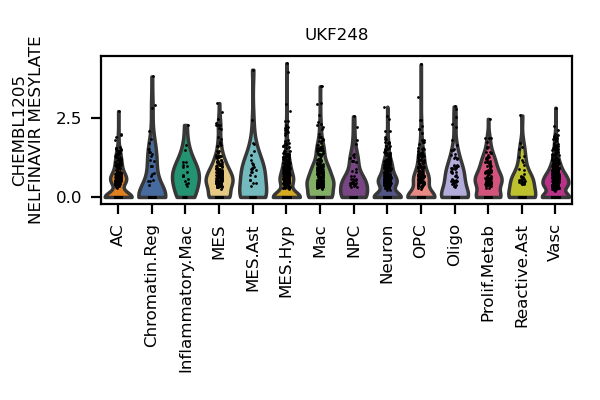 UKF248
CHEMBL1205
NELFINAVIR MESYLATE
2.5
0.0
AC
Chromatin.Reg
Inflammatory.Mac
MES
MES.Ast
MES.Hyp
Mac
NPC
Neuron
OPC
Oligo
Prolif.Metab
Reactive.Ast
Vasc